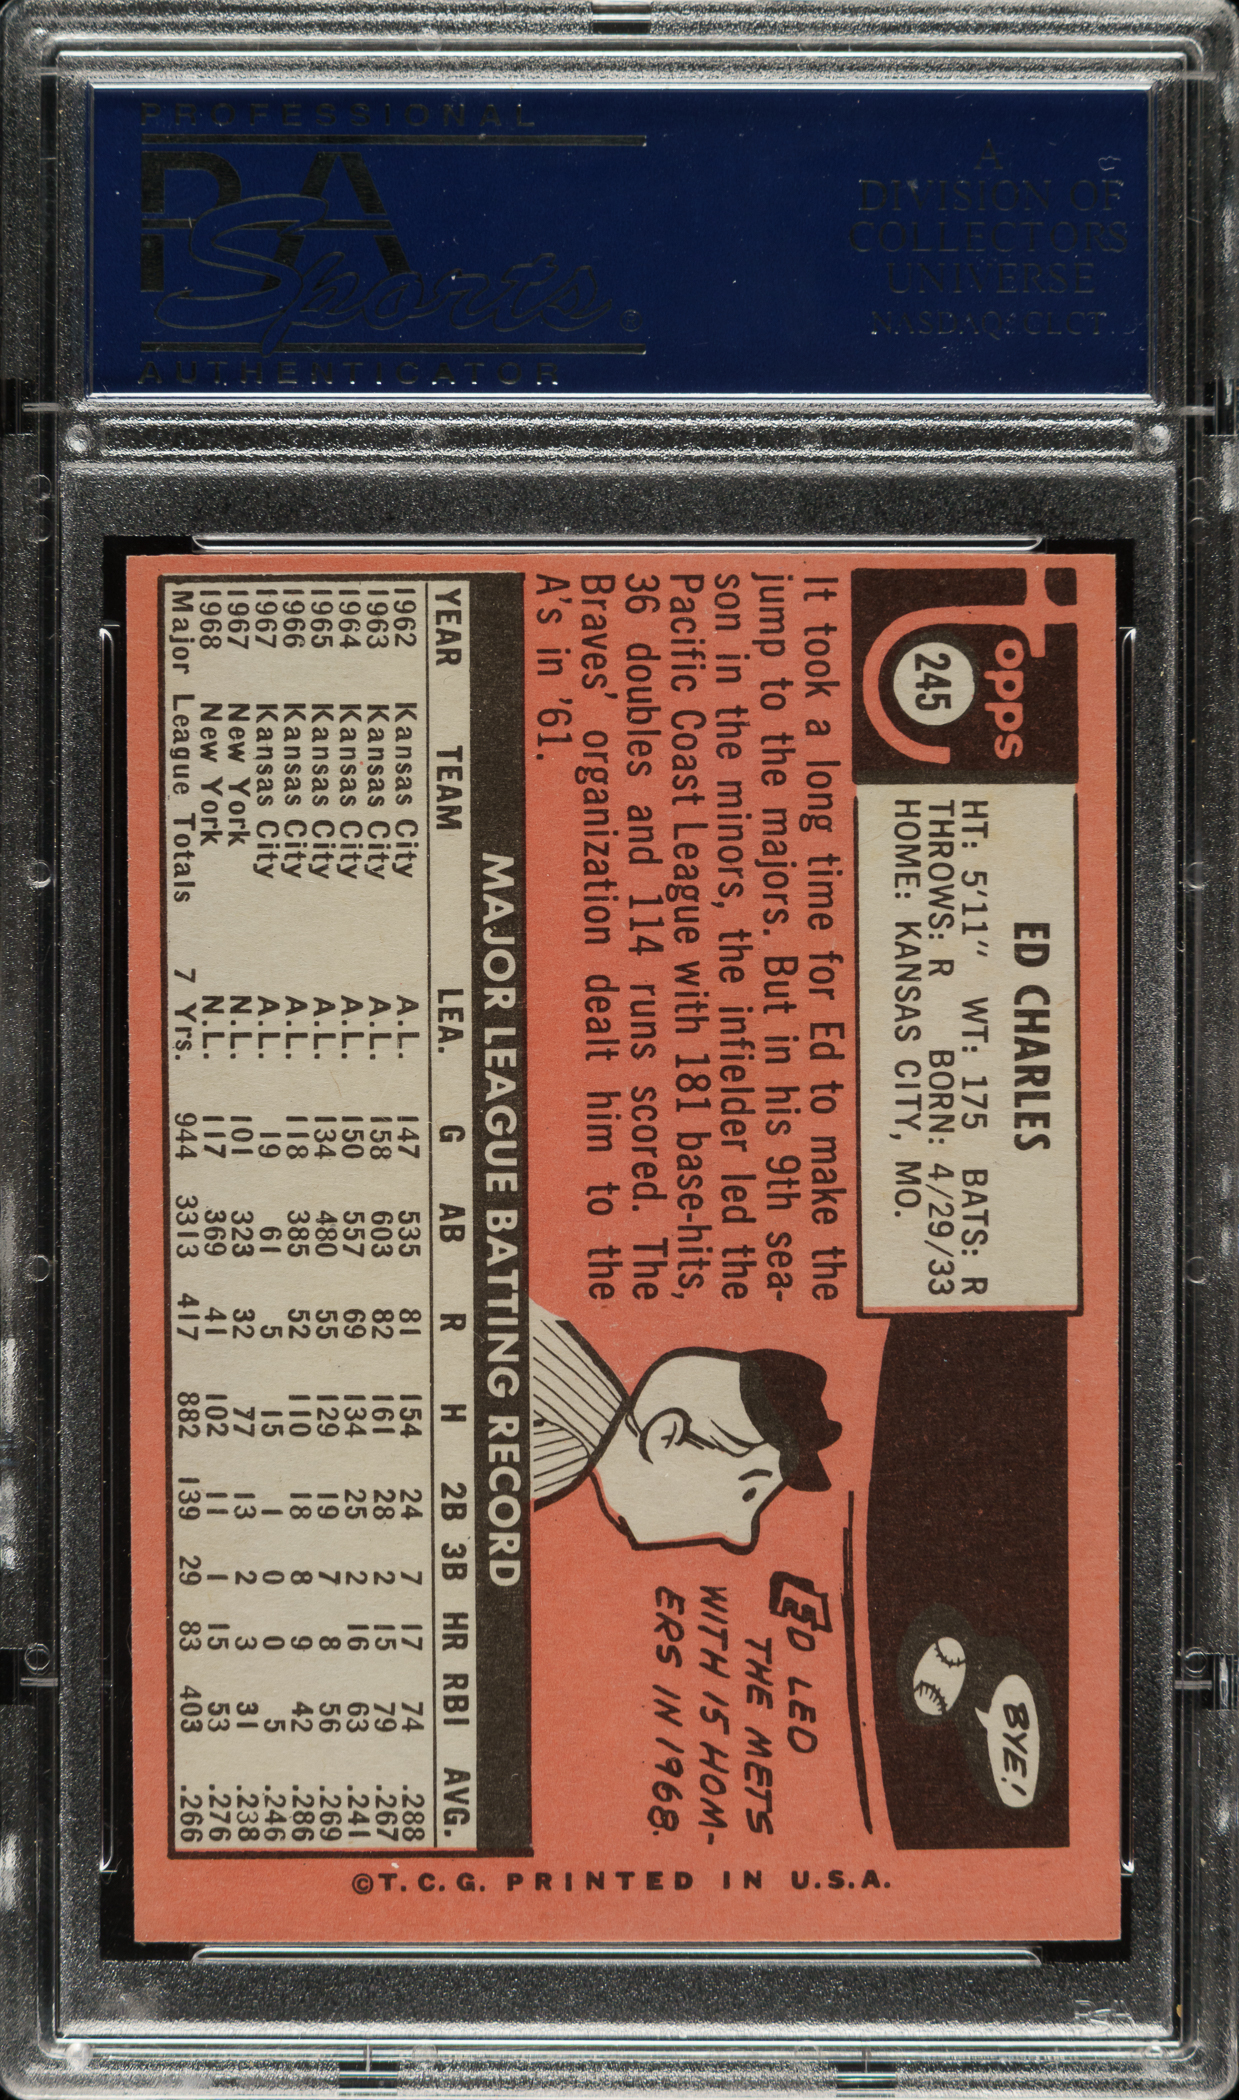 PROFESSIONAL
PSA
Sports®
AUTHENTICATOR
A
DIVISION OF
COLLECTORS
UNIVERSE
NASDAQ: CLCT
Topps
245
ED CHARLES
HT: 5'11" WT: 175 BATS: R
THROWS: R BORN: 4/29/33
HOME: KANSAS CITY, MO.
It took a long time for Ed to make the
jump to the majors. But in his 9th sea-
son in the minors, the infielder led the
Pacific Coast League with 181 base-hits,
36 doubles and 114 runs scored. The
Braves' organization dealt him to the
A's in '61.
BYE!
ED LED
THE METS
WITH 15 HOM-
ERS IN 1968.
MAJOR LEAGUE BATTING RECORD
YEAR TEAM LEA. G AB R H 2B 3B HR RBI AVG.
1962 Kansas City A.L. 147 535 81 154 24 7 17 74 .288
1963 Kansas City A.L. 158 603 82 161 28 2 15 79 .267
1964 Kansas City A.L. 150 557 69 134 25 2 16 63 .241
1965 Kansas City A.L. 134 480 55 129 19 7 8 56 .269
1966 Kansas City A.L. 118 385 52 110 18 8 9 42 .286
1967 Kansas City A.L. 19 61 5 15 1 0 0 5 .246
1967 New York N.L. 101 323 32 77 13 2 3 31 .238
1968 New York N.L. 117 369 41 102 11 1 15 53 .276
Major League Totals 7 Yrs. 944 3313 417 882 139 29 83 403 .266
©T.C.G. PRINTED IN U.S.A.
PSA